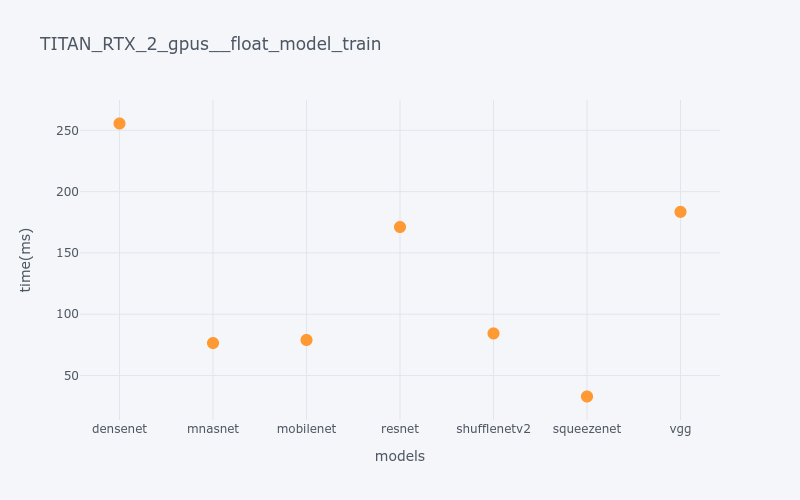 TITAN_RTX_2_gpus__float_model_train
250
200
150
100
50
time(ms)
densenet mnasnet mobilenet resnet shufflenetv2 squeezenet vgg
models